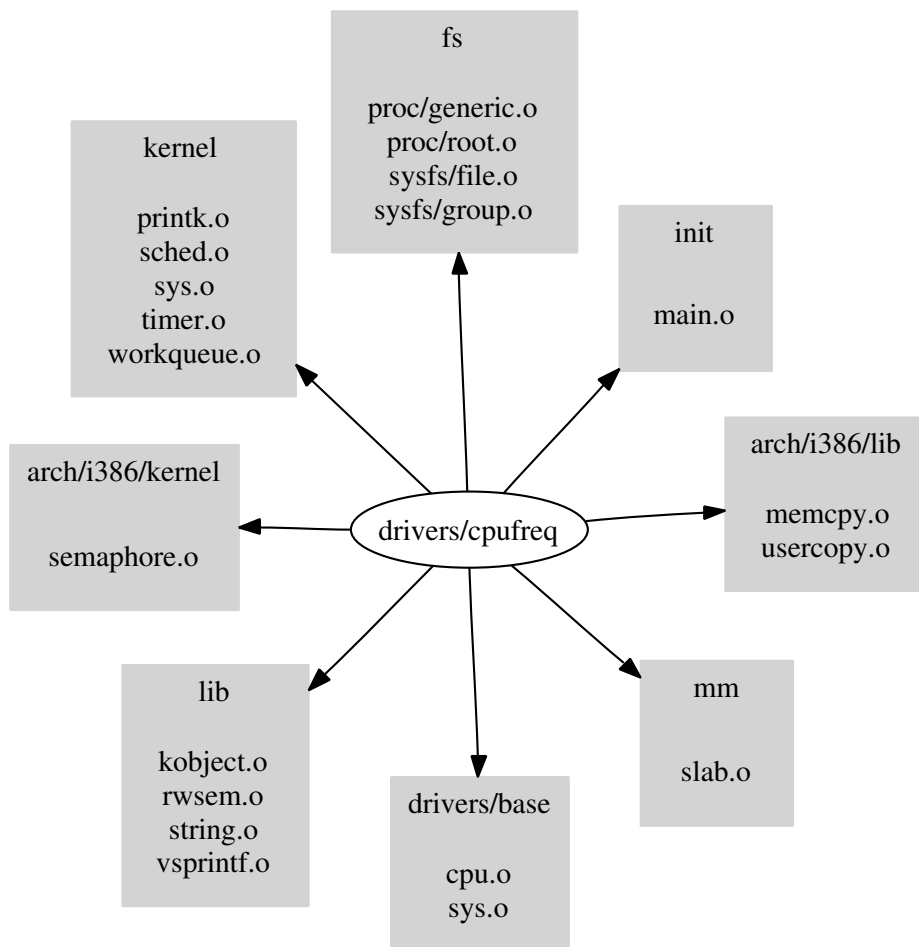 fs
proc/generic.o
proc/root.o
sysfs/file.o
sysfs/group.o
kernel
printk.o
sched.o
sys.o
timer.o
workqueue.o
init
main.o
arch/i386/kernel
semaphore.o
drivers/cpufreq
arch/i386/lib
memcpy.o
usercopy.o
lib
kobject.o
rwsem.o
string.o
vsprintf.o
drivers/base
cpu.o
sys.o
mm
slab.o